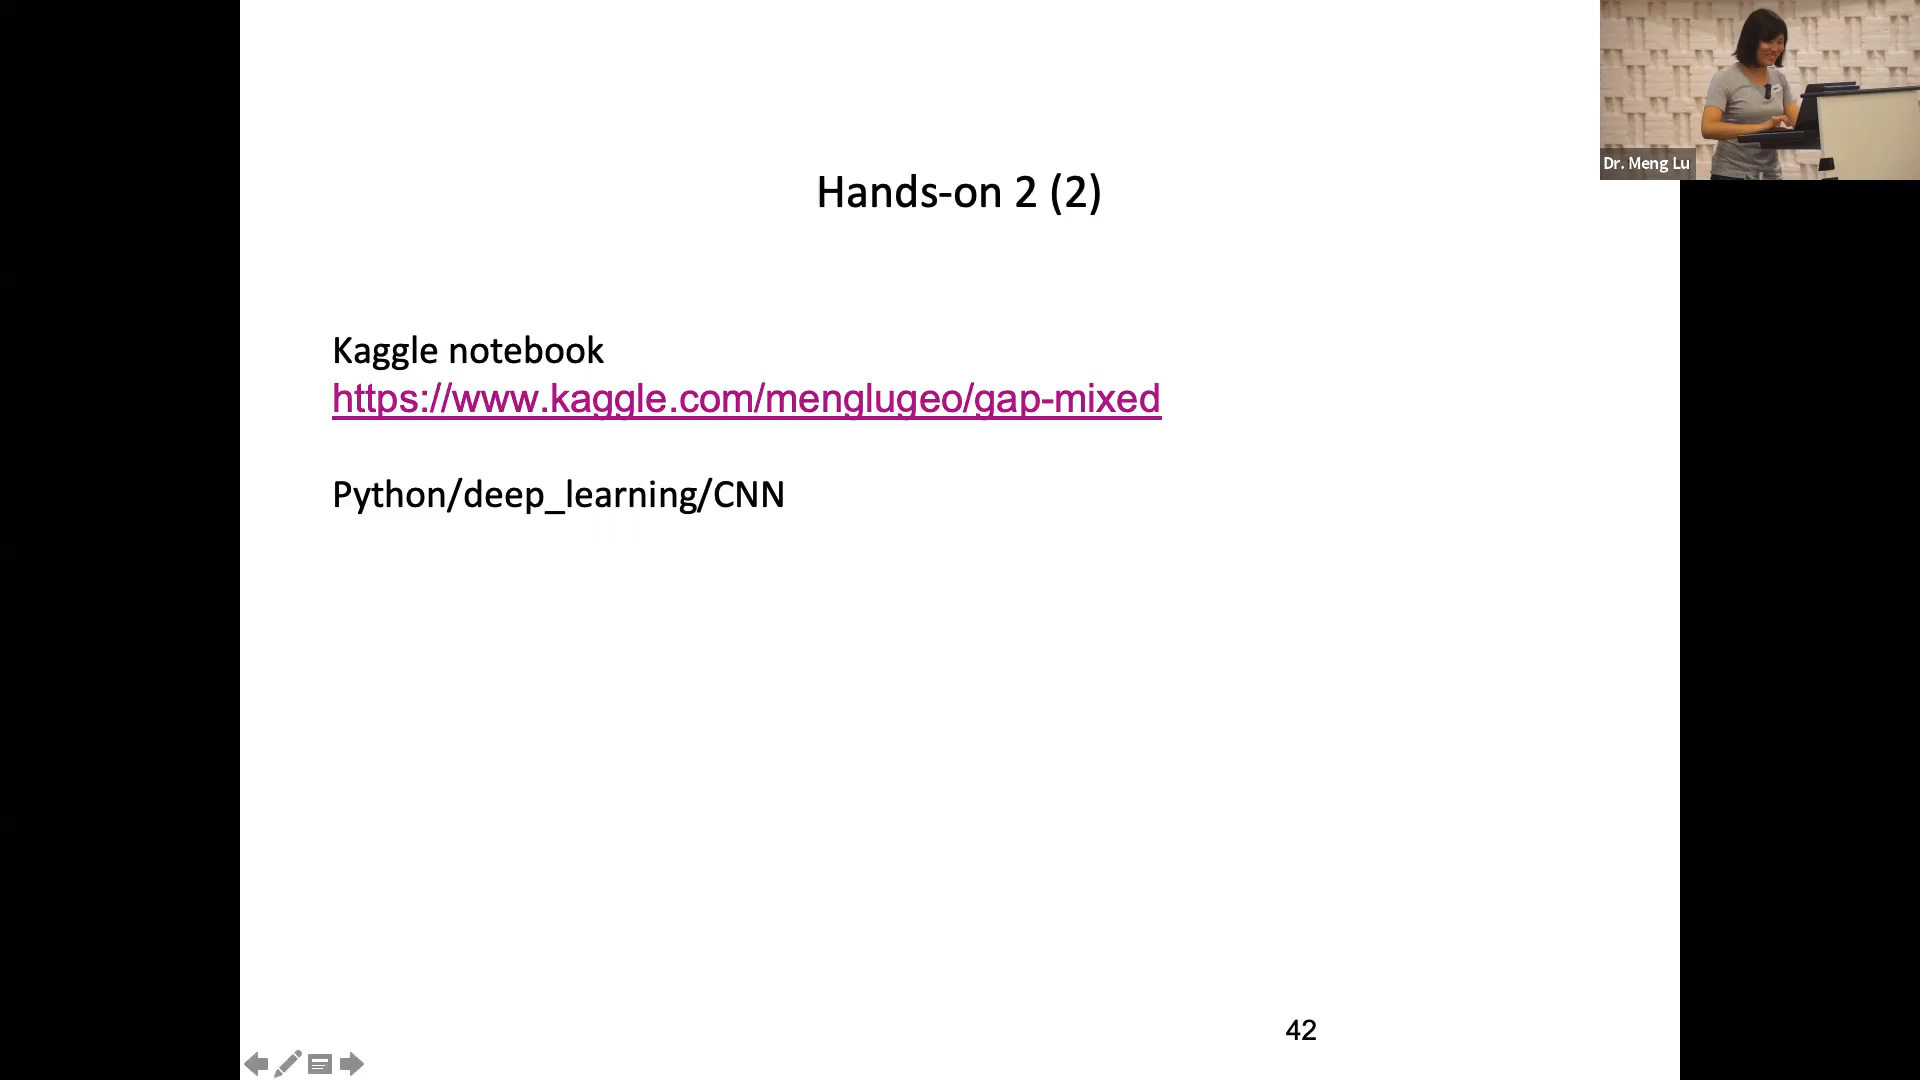 Dr. Meng Lu
Hands-on 2 (2)
Kaggle notebook
https://www.kaggle.com/menglugeo/gap-mixed
Python/deep_learning/CNN
42